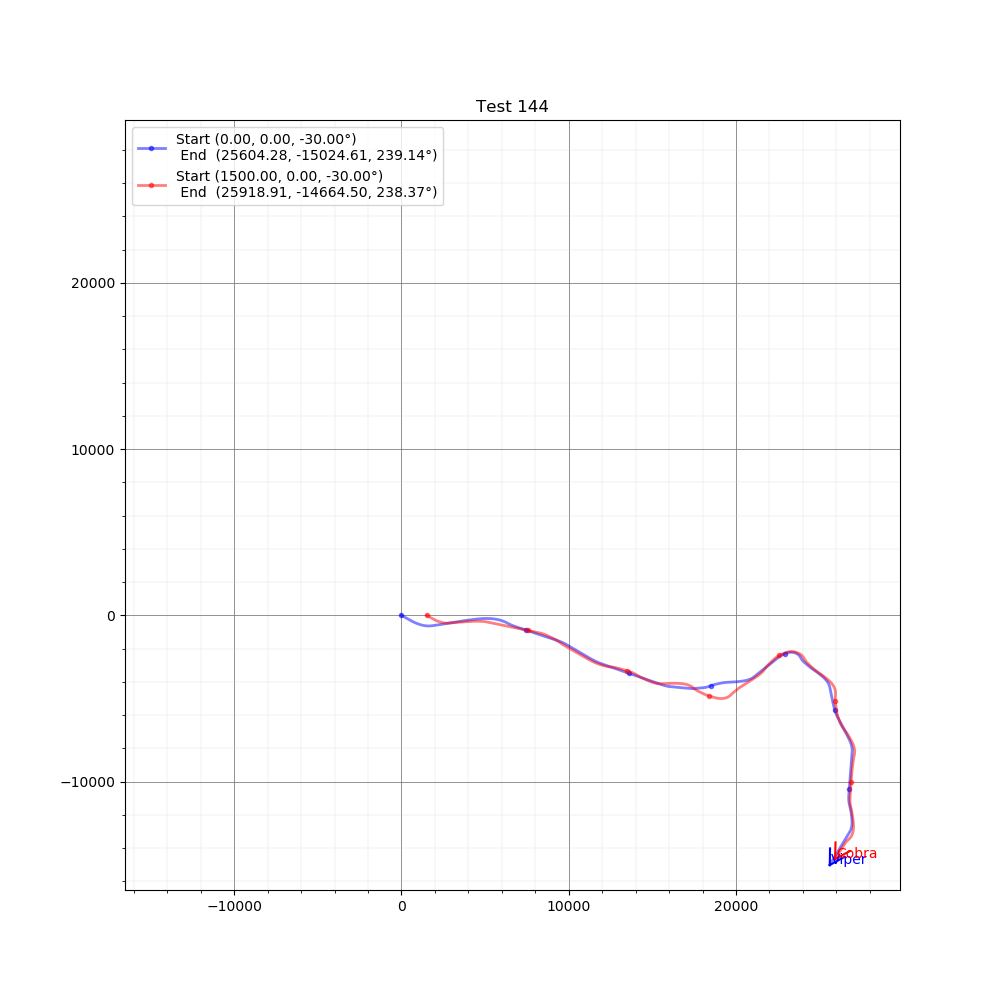 Test 144
Start (0.00, 0.00, -30.00°)
End (25604.28, -15024.61, 239.14°)
Start (1500.00, 0.00, -30.00°)
End (25918.91, -14664.50, 238.37°)
20000
10000
0
−10000
Cobra
Viper
−10000
0
10000
20000